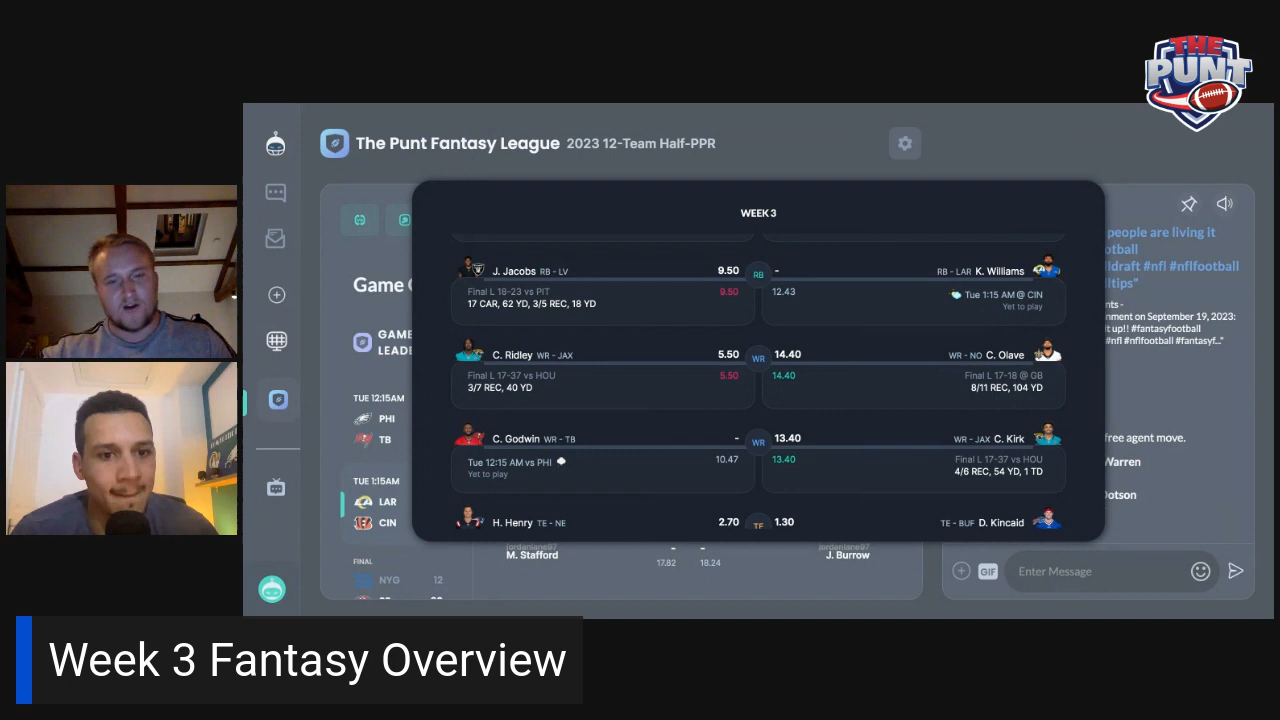 THE
PUNT
The Punt Fantasy League 2023 12-Team Half-PPR
WEEK 3
J. Jacobs RB - LV 9.50 RB - RB - LAR K. Williams
Final L 18-23 vs PIT 9.50 12.43 Tue 1:15 AM @ CIN
17 CAR, 62 YD, 3/5 REC, 18 YD Yet to play
C. Ridley WR - JAX 5.50 WR 14.40 WR - NO C. Olave
Final L 17-37 vs HOU 5.50 14.40 Final L 17-18 @ GB
3/7 REC, 40 YD 8/11 REC, 104 YD
C. Godwin WR - TB - WR 13.40 WR - JAX C. Kirk
Tue 12:15 AM vs PHI 10.47 13.40 Final L 17-37 vs HOU
Yet to play 4/6 REC, 54 YD, 1 TD
H. Henry TE - NE 2.70 TE 1.30 TE - BUF D. Kincaid
Game
GAME
LEADE
TUE 12:15AM
PHI
TB
TUE 1:15AM
LAR
CIN
FINAL
NYG 12
jordanlane97 - - jordanlane97
M. Stafford 17.82 18.24 J. Burrow
people are living it
otball
ldraft #nfl #nflfootball
ltips"
nts -
nment on September 19, 2023:
t up!! #fantasyfootball
#nfl #nflfootball #fantasyf..."
free agent move.
Warren
Dotson
GIF Enter Message
Week 3 Fantasy Overview